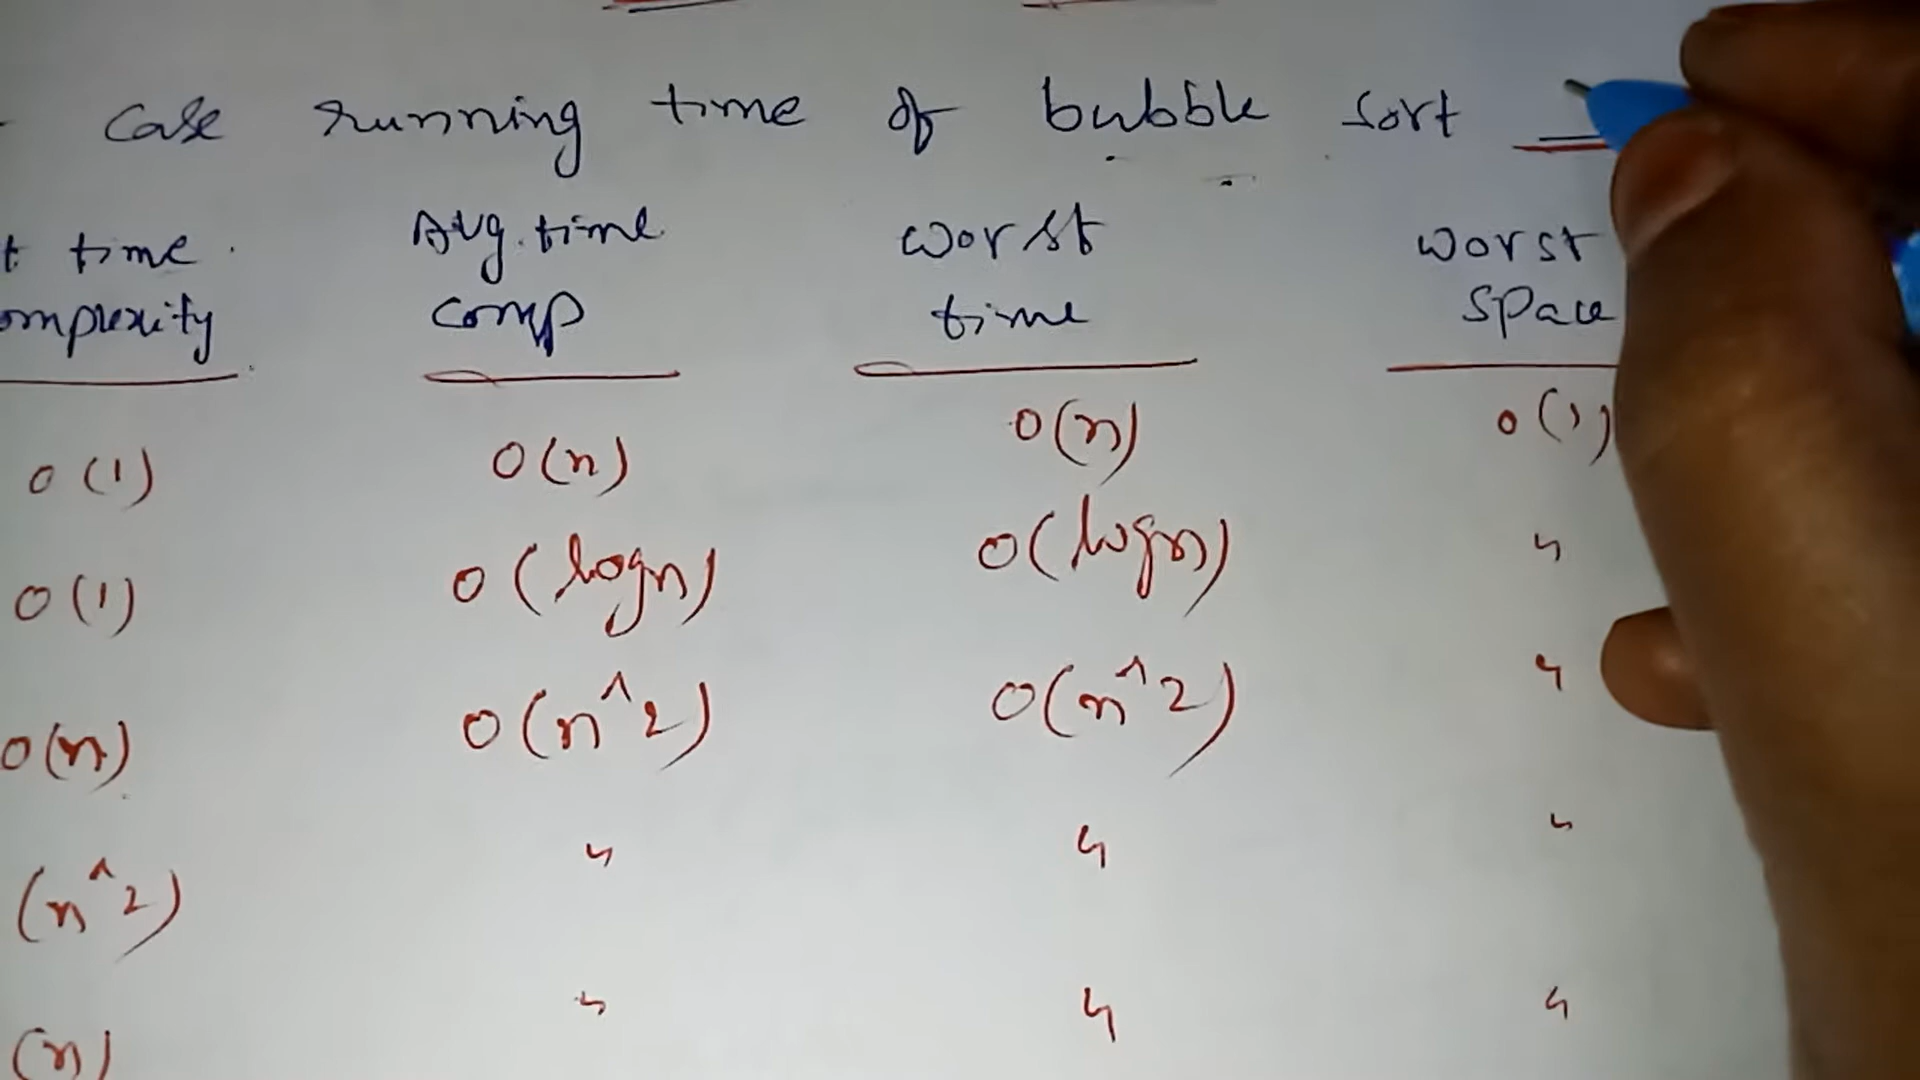 case running time of bubble sort
t time Avg. time worst worst
omplexity comp time space
O(1) O(n) O(n) O(1)
O(1) O(logn) O(logn) "
O(n) O(n^2) O(n^2) "
(n^2) " " "
(n) " " "